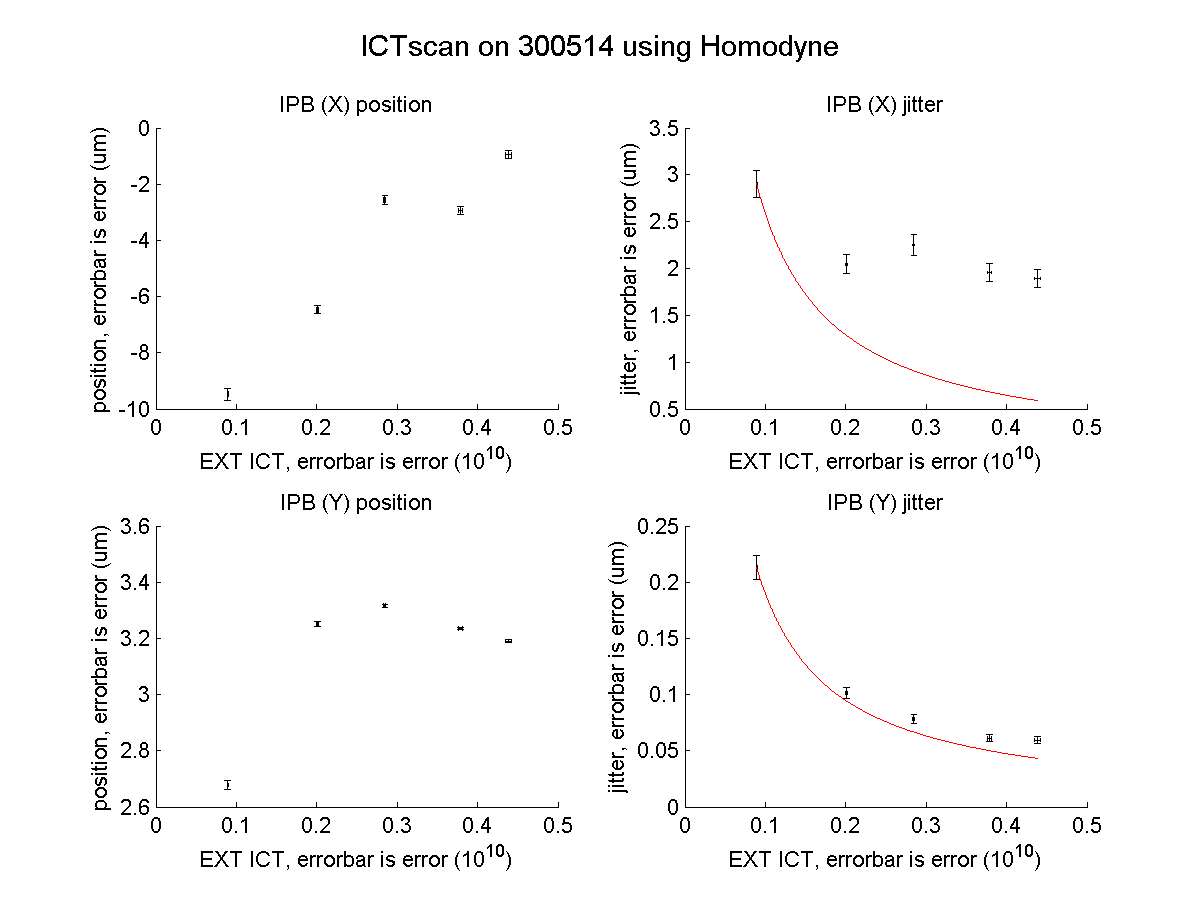 ICTscan on 300514 using Homodyne
IPB (X) position
position, errorbar is error (um)
0
-2
-4
-6
-8
-10
0 0.1 0.2 0.3 0.4 0.5
EXT ICT, errorbar is error (10^10)
IPB (X) jitter
jitter, errorbar is error (um)
3.5
3
2.5
2
1.5
1
0.5
0 0.1 0.2 0.3 0.4 0.5
EXT ICT, errorbar is error (10^10)
IPB (Y) position
position, errorbar is error (um)
3.6
3.4
3.2
3
2.8
2.6
0 0.1 0.2 0.3 0.4 0.5
EXT ICT, errorbar is error (10^10)
IPB (Y) jitter
jitter, errorbar is error (um)
0.25
0.2
0.15
0.1
0.05
0
0 0.1 0.2 0.3 0.4 0.5
EXT ICT, errorbar is error (10^10)